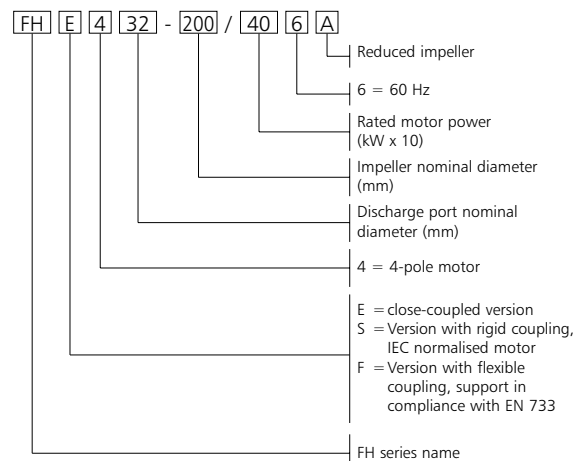 FH E 4 32 - 200 / 40 6 A
Reduced impeller
6 = 60 Hz
Rated motor power
(kW x 10)
Impeller nominal diameter
(mm)
Discharge port nominal
diameter (mm)
4 = 4-pole motor
E = close-coupled version
S = Version with rigid coupling,
IEC normalised motor
F = Version with flexible
coupling, support in
compliance with EN 733
FH series name